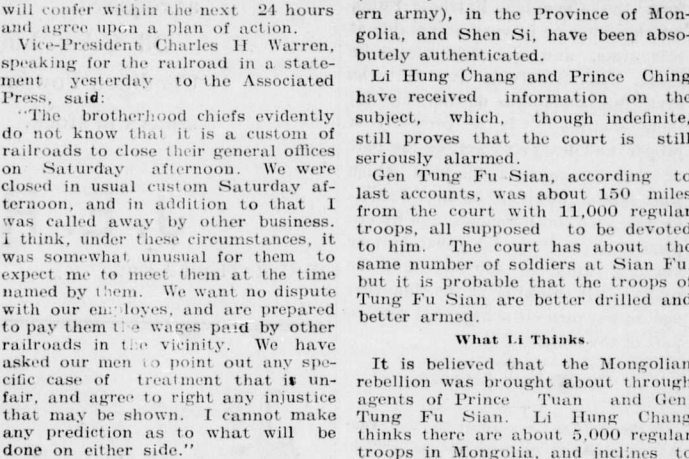 will confer within the next 24 hours
and agree upon a plan of action.
Vice-President Charles H Warren,
speaking for the railroad in a state-
ment yesterday to the Associated
Press, said:
"The brotherhood chiefs evidently
do not know that it is a custom of
railroads to close their general offices
on Saturday afternoon. We were
closed in usual custom Saturday af-
ternoon, and in addition to that I
was called away by other business.
I think, under these circumstances, it
was somewhat unusual for them to
expect me to meet them at the time
named by them. We want no dispute
with our employes, and are prepared
to pay them the wages paid by other
railroads in the vicinity. We have
asked our men to point out any spe-
cific case of treatment that is un-
fair, and agree to right any injustice
that may be shown. I cannot make
any prediction as to what will be
done on either side."
ern army), in the Province of Mon-
golia, and Shen Si, have been abso-
butely authenticated.
Li Hung Chang and Prince Ching
have received information on the
subject, which, though indefinite,
still proves that the court is still
seriously alarmed.
Gen Tung Fu Sian, according to
last accounts, was about 150 miles
from the court with 11,000 regular
troops, all supposed to be devoted
to him. The court has about the
same number of soldiers at Sian Fu
but it is probable that the troops of
Tung Fu Sian are better drilled and
better armed.
What Li Thinks
It is believed that the Mongolian
rebellion was brought about through
agents of Prince Tuan and Gen
Tung Fu Sian. Li Hung Chang
thinks there are about 5,000 regular
troops in Mongolia, and inclines to